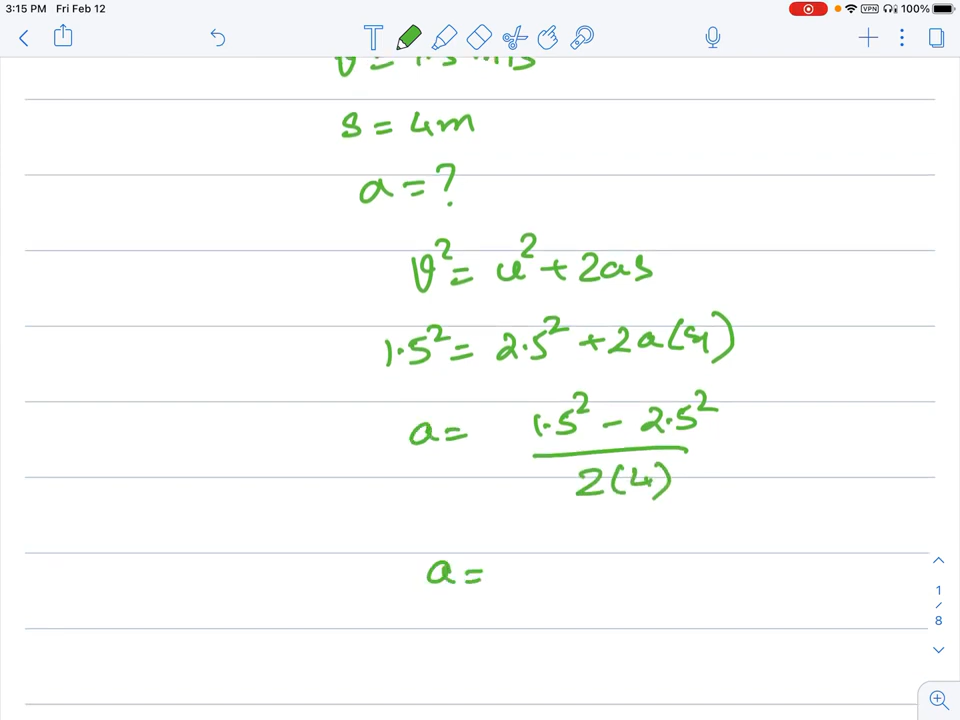 3:15 PM Fri Feb 12
VPN 100%
T
s = 4m
a = ?
v² = u² + 2as
1.5² = 2.5² + 2a(4)
a = 1.5² - 2.5²
2(4)
a =
1
/
8